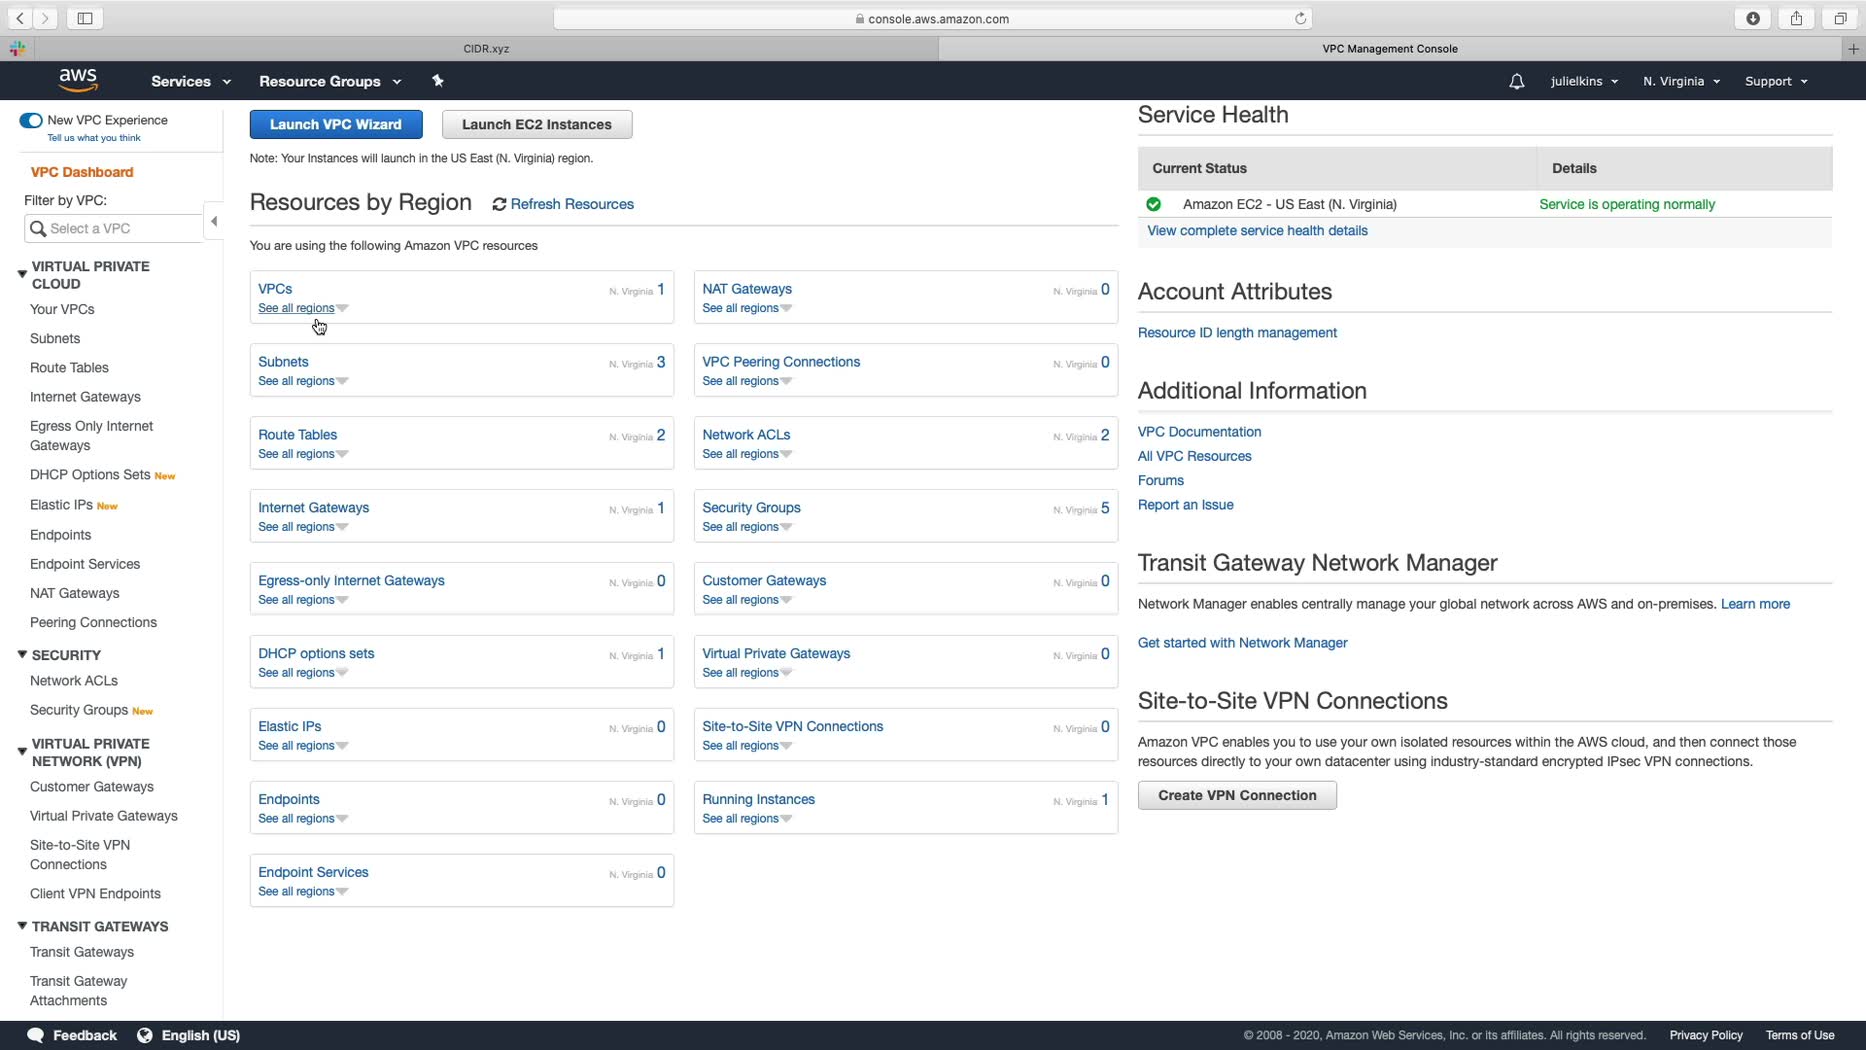 console.aws.amazon.com
CIDR.xyz
VPC Management Console
aws
Services
Resource Groups
julielkins
N. Virginia
Support
New VPC Experience
Tell us what you think
VPC Dashboard
Filter by VPC:
Select a VPC
VIRTUAL PRIVATE
CLOUD
Your VPCs
Subnets
Route Tables
Internet Gateways
Egress Only Internet
Gateways
DHCP Options Sets New
Elastic IPs New
Endpoints
Endpoint Services
NAT Gateways
Peering Connections
SECURITY
Network ACLs
Security Groups New
VIRTUAL PRIVATE
NETWORK (VPN)
Customer Gateways
Virtual Private Gateways
Site-to-Site VPN
Connections
Client VPN Endpoints
TRANSIT GATEWAYS
Transit Gateways
Transit Gateway
Attachments
Launch VPC Wizard
Launch EC2 Instances
Note: Your Instances will launch in the US East (N. Virginia) region.
Resources by Region
Refresh Resources
You are using the following Amazon VPC resources
VPCs N. Virginia 1
See all regions
NAT Gateways N. Virginia 0
See all regions
Subnets N. Virginia 3
See all regions
VPC Peering Connections N. Virginia 0
See all regions
Route Tables N. Virginia 2
See all regions
Network ACLs N. Virginia 2
See all regions
Internet Gateways N. Virginia 1
See all regions
Security Groups N. Virginia 5
See all regions
Egress-only Internet Gateways N. Virginia 0
See all regions
Customer Gateways N. Virginia 0
See all regions
DHCP options sets N. Virginia 1
See all regions
Virtual Private Gateways N. Virginia 0
See all regions
Elastic IPs N. Virginia 0
See all regions
Site-to-Site VPN Connections N. Virginia 0
See all regions
Endpoints N. Virginia 0
See all regions
Running Instances N. Virginia 1
See all regions
Endpoint Services N. Virginia 0
See all regions
Service Health
Current Status Details
Amazon EC2 - US East (N. Virginia) Service is operating normally
View complete service health details
Account Attributes
Resource ID length management
Additional Information
VPC Documentation
All VPC Resources
Forums
Report an Issue
Transit Gateway Network Manager
Network Manager enables centrally manage your global network across AWS and on-premises. Learn more
Get started with Network Manager
Site-to-Site VPN Connections
Amazon VPC enables you to use your own isolated resources within the AWS cloud, and then connect those
resources directly to your own datacenter using industry-standard encrypted IPsec VPN connections.
Create VPN Connection
Feedback
English (US)
© 2008 - 2020, Amazon Web Services, Inc. or its affiliates. All rights reserved.
Privacy Policy
Terms of Use